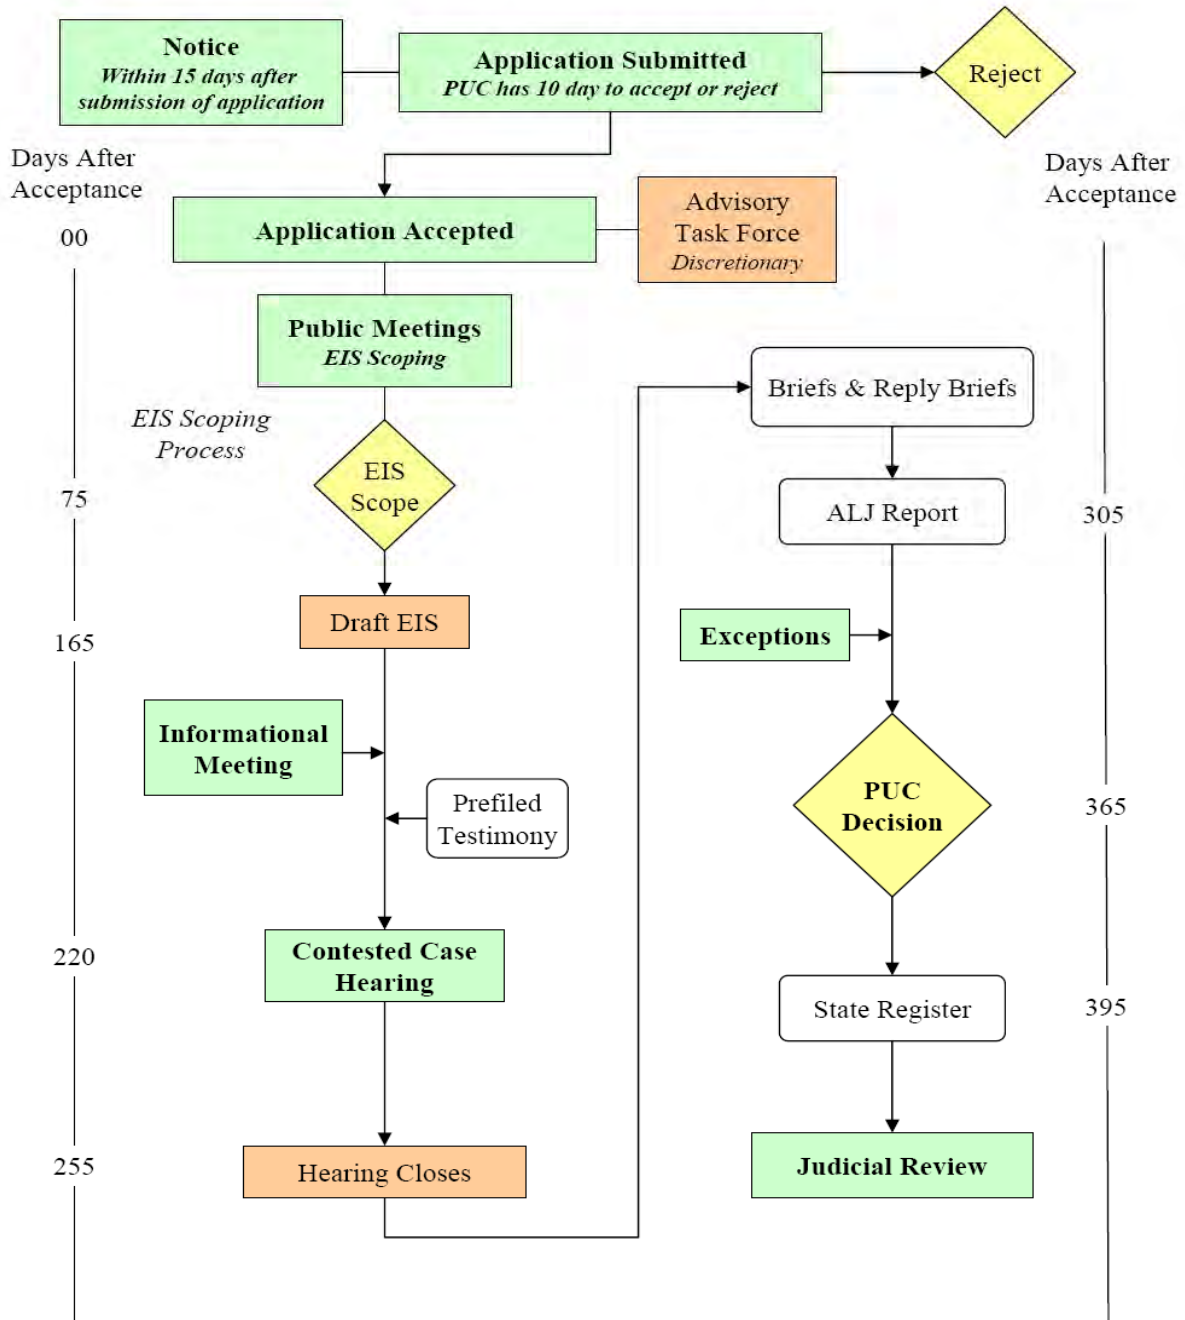 Notice
Within 15 days after
submission of application
Application Submitted
PUC has 10 day to accept or reject
Reject
Days After
Acceptance
Days After
Acceptance
00
Application Accepted
Advisory
Task Force
Discretionary
Public Meetings
EIS Scoping
EIS Scoping
Process
EIS
Scope
75
Draft EIS
165
Informational
Meeting
Prefiled
Testimony
Contested Case
Hearing
220
Hearing Closes
255
Briefs & Reply Briefs
ALJ Report
305
Exceptions
PUC
Decision
365
State Register
395
Judicial Review